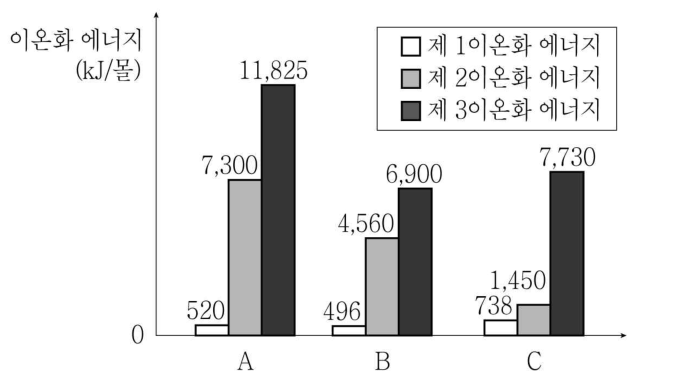 이온화 에너지
(kJ/몰)
제 1이온화 에너지
제 2이온화 에너지
제 3이온화 에너지
11,825
7,300
520
6,900
4,560
496
7,730
1,450
738
0
A B C